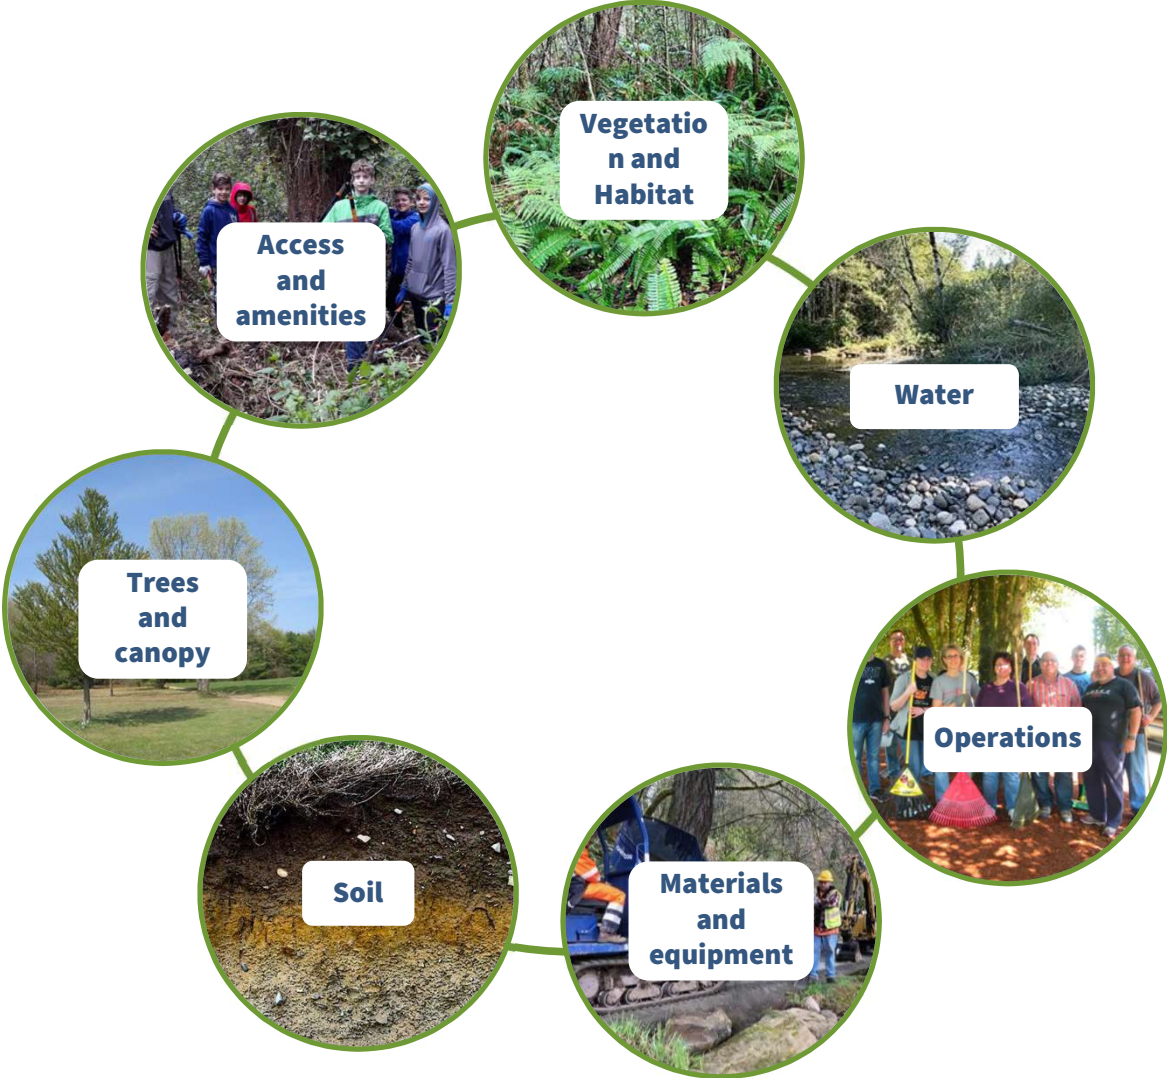 Vegetatio
n and
Habitat
Access
and
amenities
Water
Trees
and
canopy
Operations
Soil
Materials
and
equipment